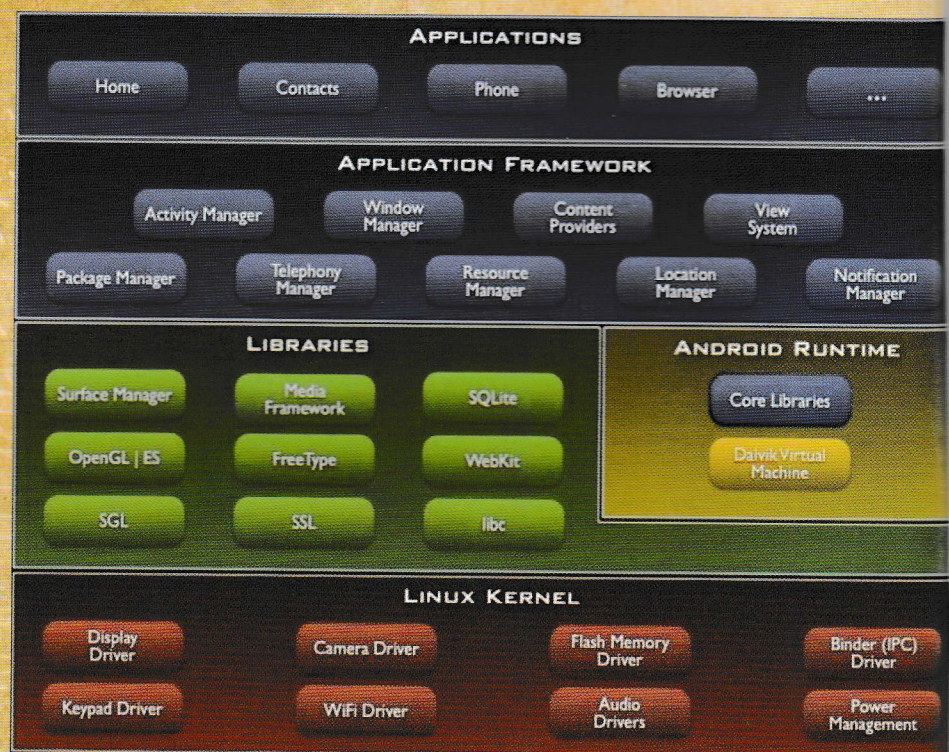 APPLICATIONS
Home
Contacts
Phone
Browser
...
APPLICATION FRAMEWORK
Activity Manager
Window
Manager
Content
Providers
View
System
Package Manager
Telephony
Manager
Resource
Manager
Location
Manager
Notification
Manager
LIBRARIES
Surface Manager
Media
Framework
SQLite
OpenGL | ES
FreeType
WebKit
SGL
SSL
libc
ANDROID RUNTIME
Core Libraries
Dalvik Virtual
Machine
LINUX KERNEL
Display
Driver
Camera Driver
Flash Memory
Driver
Binder (IPC)
Driver
Keypad Driver
WiFi Driver
Audio
Drivers
Power
Management